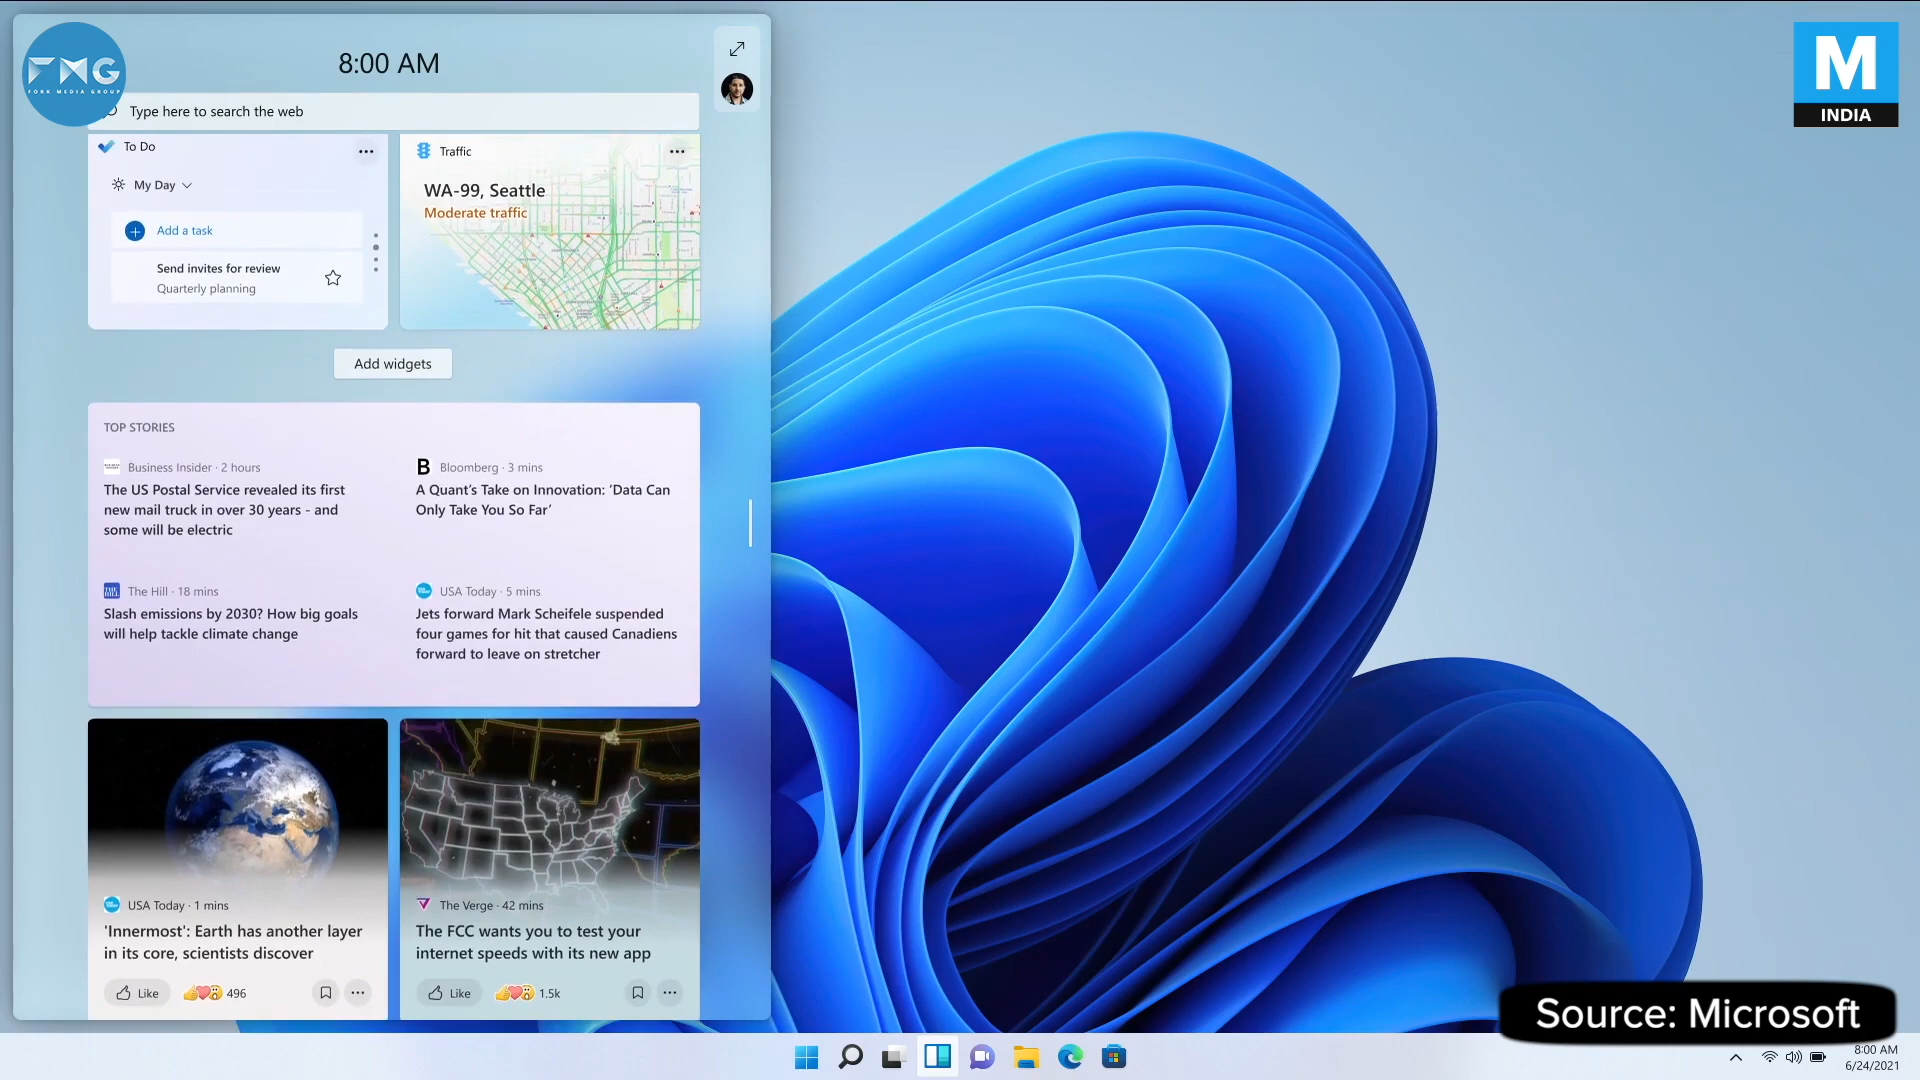 FMG
FORK MEDIA GROUP
8:00 AM
Type here to search the web
To Do
My Day
Add a task
Send invites for review
Quarterly planning
Traffic
WA-99, Seattle
Moderate traffic
Add widgets
TOP STORIES
Business Insider · 2 hours
The US Postal Service revealed its first
new mail truck in over 30 years - and
some will be electric
B Bloomberg · 3 mins
A Quant's Take on Innovation: 'Data Can
Only Take You So Far'
THE HILL The Hill · 18 mins
Slash emissions by 2030? How big goals
will help tackle climate change
USA Today · 5 mins
Jets forward Mark Scheifele suspended
four games for hit that caused Canadiens
forward to leave on stretcher
USA Today · 1 mins
'Innermost': Earth has another layer
in its core, scientists discover
Like 496
The Verge · 42 mins
The FCC wants you to test your
internet speeds with its new app
Like 1.5k
M
INDIA
Source: Microsoft
8:00 AM
6/24/2021